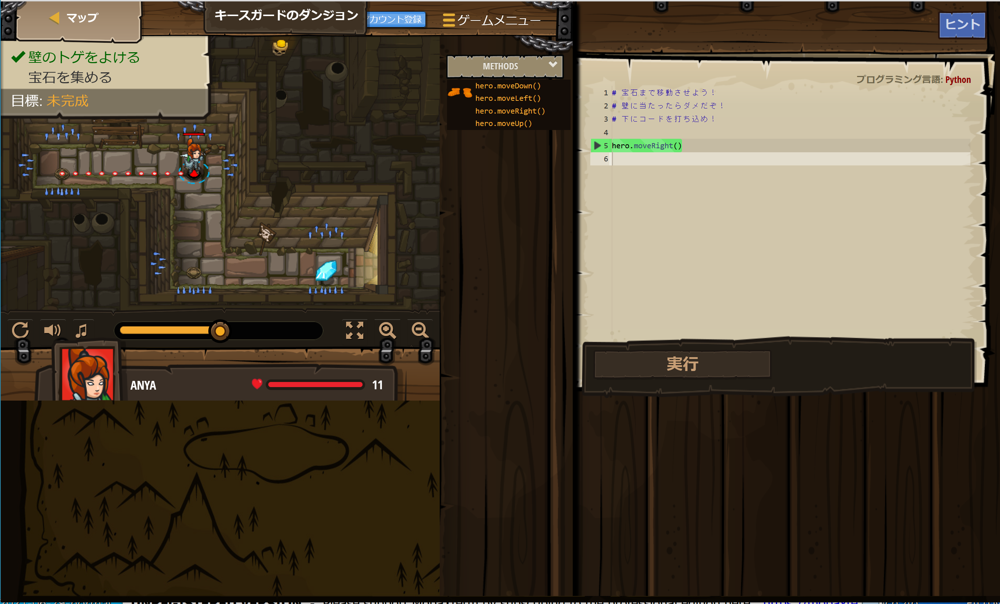 マップ
キースガードのダンジョン
カウント登録
ゲームメニュー
ヒント
壁のトゲをよける
宝石を集める
目標: 未完成
METHODS
hero.moveDown()
hero.moveLeft()
hero.moveRight()
hero.moveUp()
プログラミング言語: Python
1 # 宝石まで移動させよう！
2 # 壁に当たったらダメだぞ！
3 # 下にコードを打ち込め！
4
5 hero.moveRight()
6
実行
ANYA
11